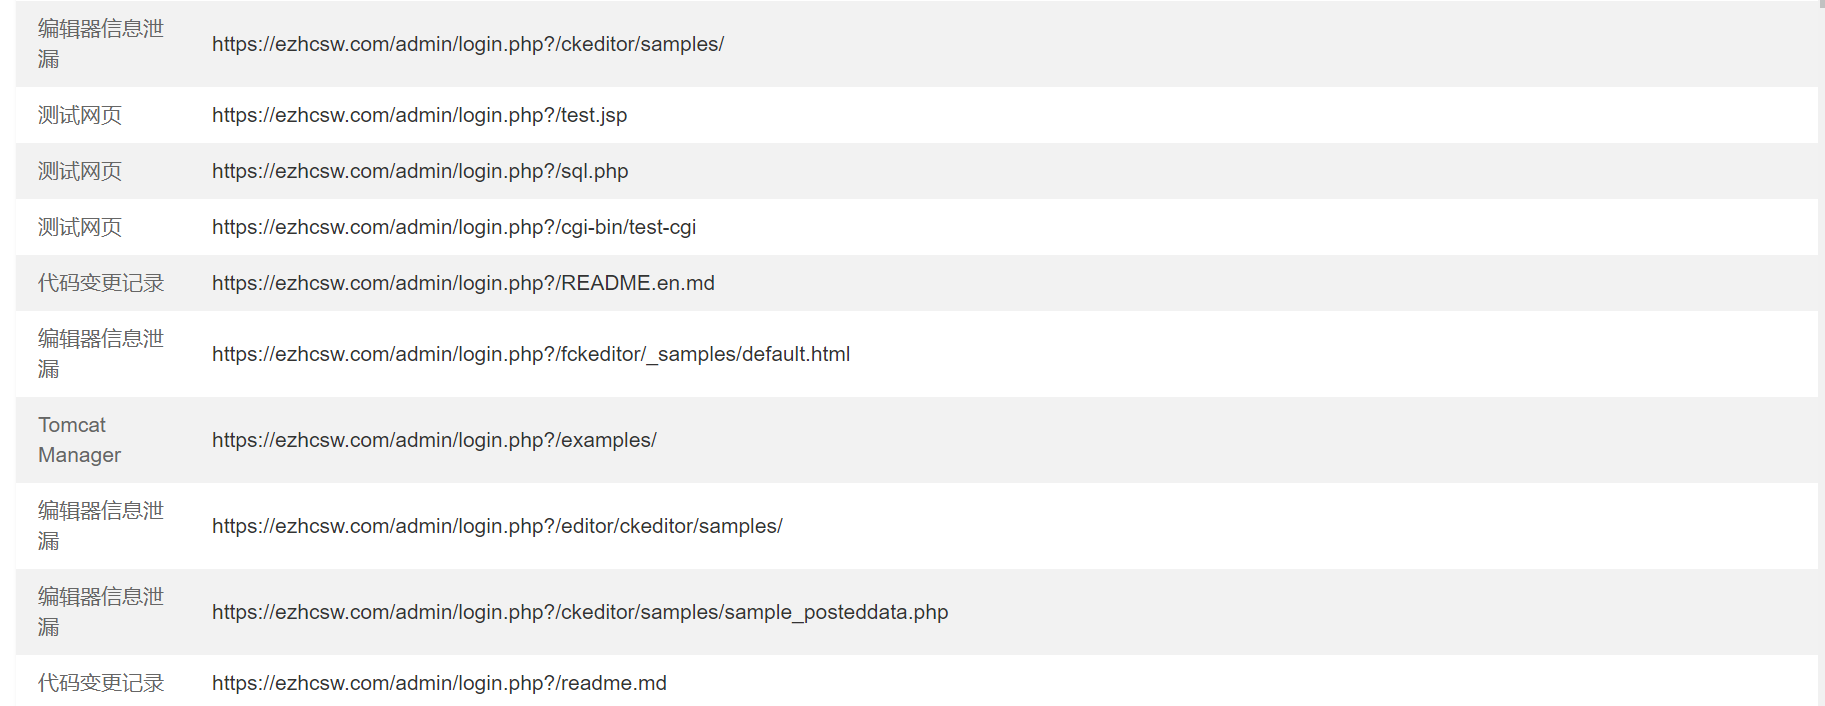 编辑器信息泄
漏
https://ezhcsw.com/admin/login.php?/ckeditor/samples/
测试网页
https://ezhcsw.com/admin/login.php?/test.jsp
测试网页
https://ezhcsw.com/admin/login.php?/sql.php
测试网页
https://ezhcsw.com/admin/login.php?/cgi-bin/test-cgi
代码变更记录
https://ezhcsw.com/admin/login.php?/README.en.md
编辑器信息泄
漏
https://ezhcsw.com/admin/login.php?/fckeditor/_samples/default.html
Tomcat
Manager
https://ezhcsw.com/admin/login.php?/examples/
编辑器信息泄
漏
https://ezhcsw.com/admin/login.php?/editor/ckeditor/samples/
编辑器信息泄
漏
https://ezhcsw.com/admin/login.php?/ckeditor/samples/sample_posteddata.php
代码变更记录
https://ezhcsw.com/admin/login.php?/readme.md